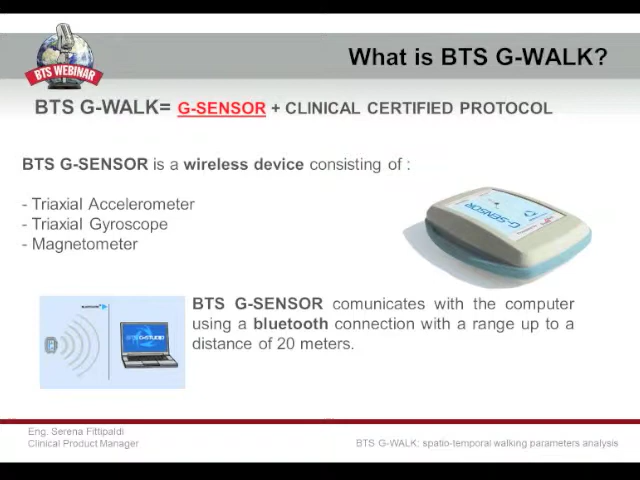 BTS WEBINAR
What is BTS G-WALK?
BTS G-WALK= G-SENSOR + CLINICAL CERTIFIED PROTOCOL
BTS G-SENSOR is a wireless device consisting of :
- Triaxial Accelerometer
- Triaxial Gyroscope
- Magnetometer
G-SENSOR
BTS G-SENSOR comunicates with the computer
using a bluetooth connection with a range up to a
distance of 20 meters.
Eng. Serena Fittipaldi
Clinical Product Manager
BTS G-WALK: spatio-temporal walking parameters analysis